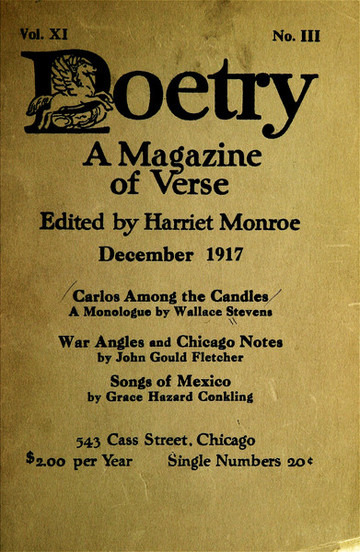 Vol. XI No. III
Poetry
A Magazine
of Verse
Edited by Harriet Monroe
December 1917
Carlos Among the Candles
A Monologue by Wallace Stevens
War Angles and Chicago Notes
by John Gould Fletcher
Songs of Mexico
by Grace Hazard Conkling
543 Cass Street, Chicago
$2.00 per Year Single Numbers 20¢